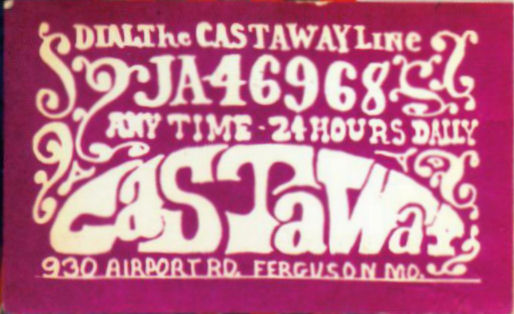 DIAL The CASTAWAY LINe
JA46968
ANY TIME - 24 HOURS DAILY
CaSTaWay
930 AIRPORT RD. FERGUSON MO.